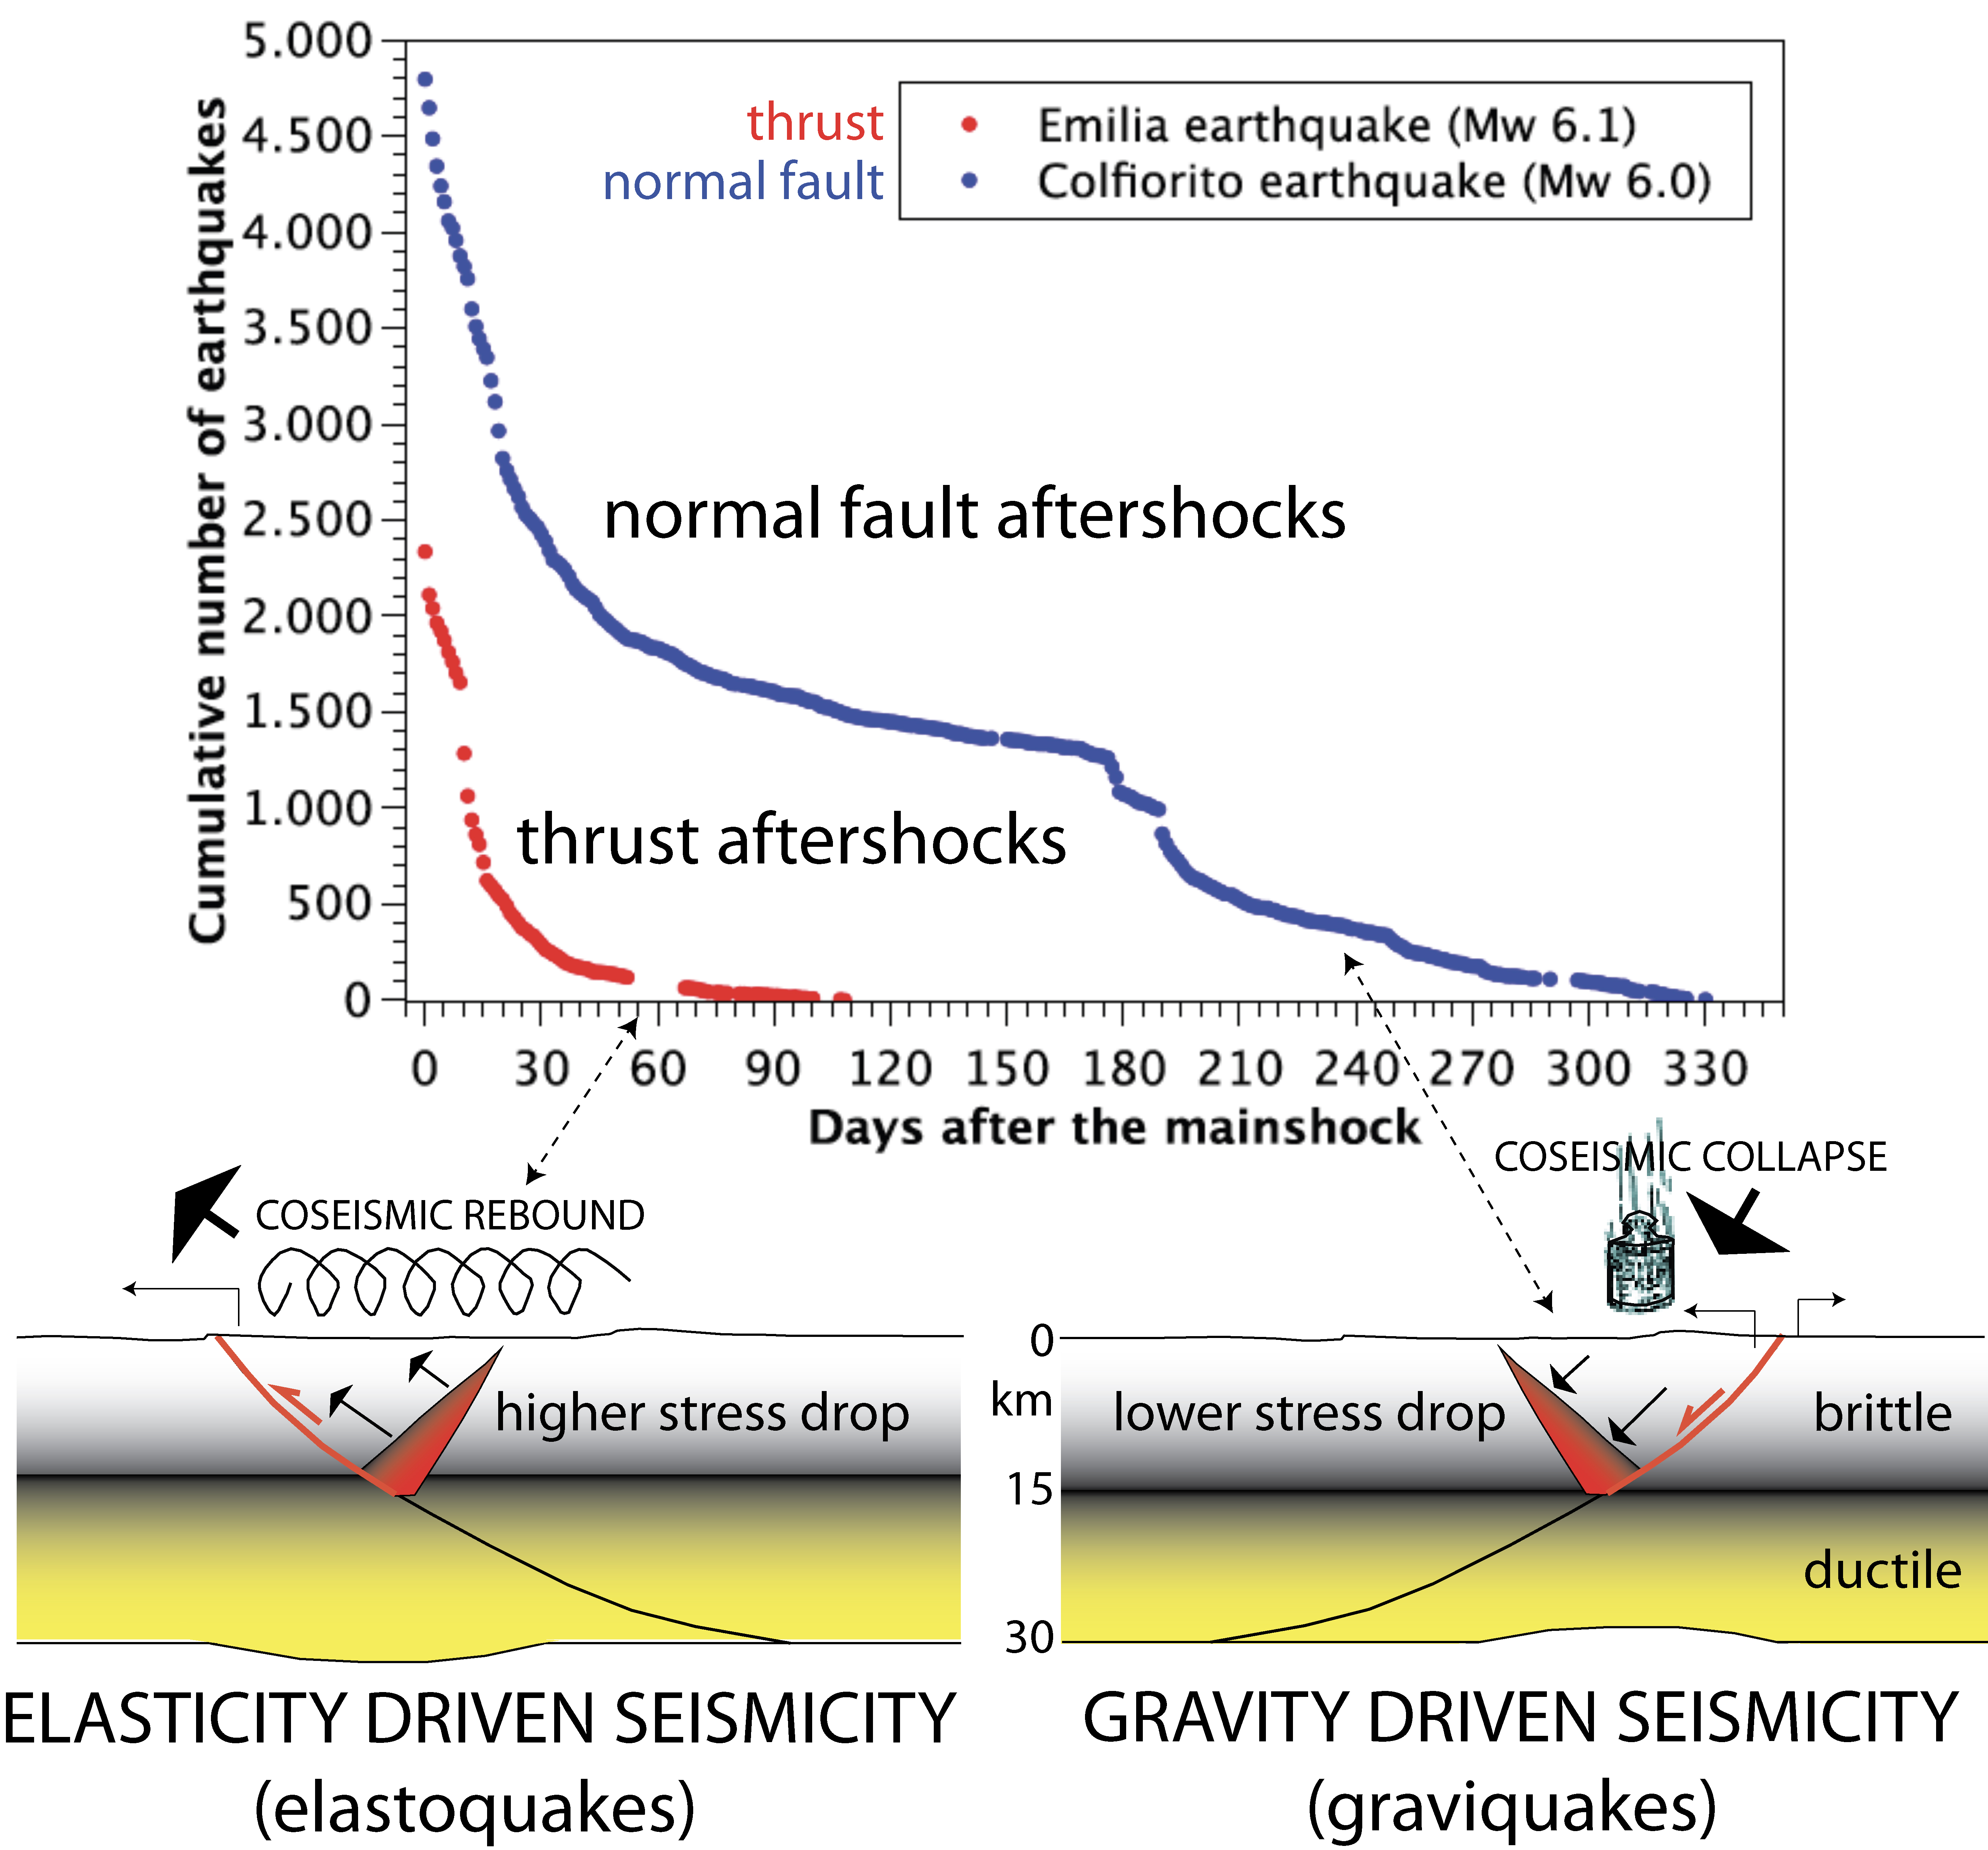 5.000
4.500
4.000
3.500
3.000
2.500
2.000
1.500
1.000
500
0
Cumulative number of earthquakes
thrust
normal fault
Emilia earthquake (Mw 6.1)
Colfiorito earthquake (Mw 6.0)
normal fault aftershocks
thrust aftershocks
0 30 60 90 120 150 180 210 240 270 300 330
Days after the mainshock
COSEISMIC REBOUND
COSEISMIC COLLAPSE
higher stress drop
0
km
15
30
lower stress drop
brittle
ductile
ELASTICITY DRIVEN SEISMICITY
(elastoquakes)
GRAVITY DRIVEN SEISMICITY
(graviquakes)